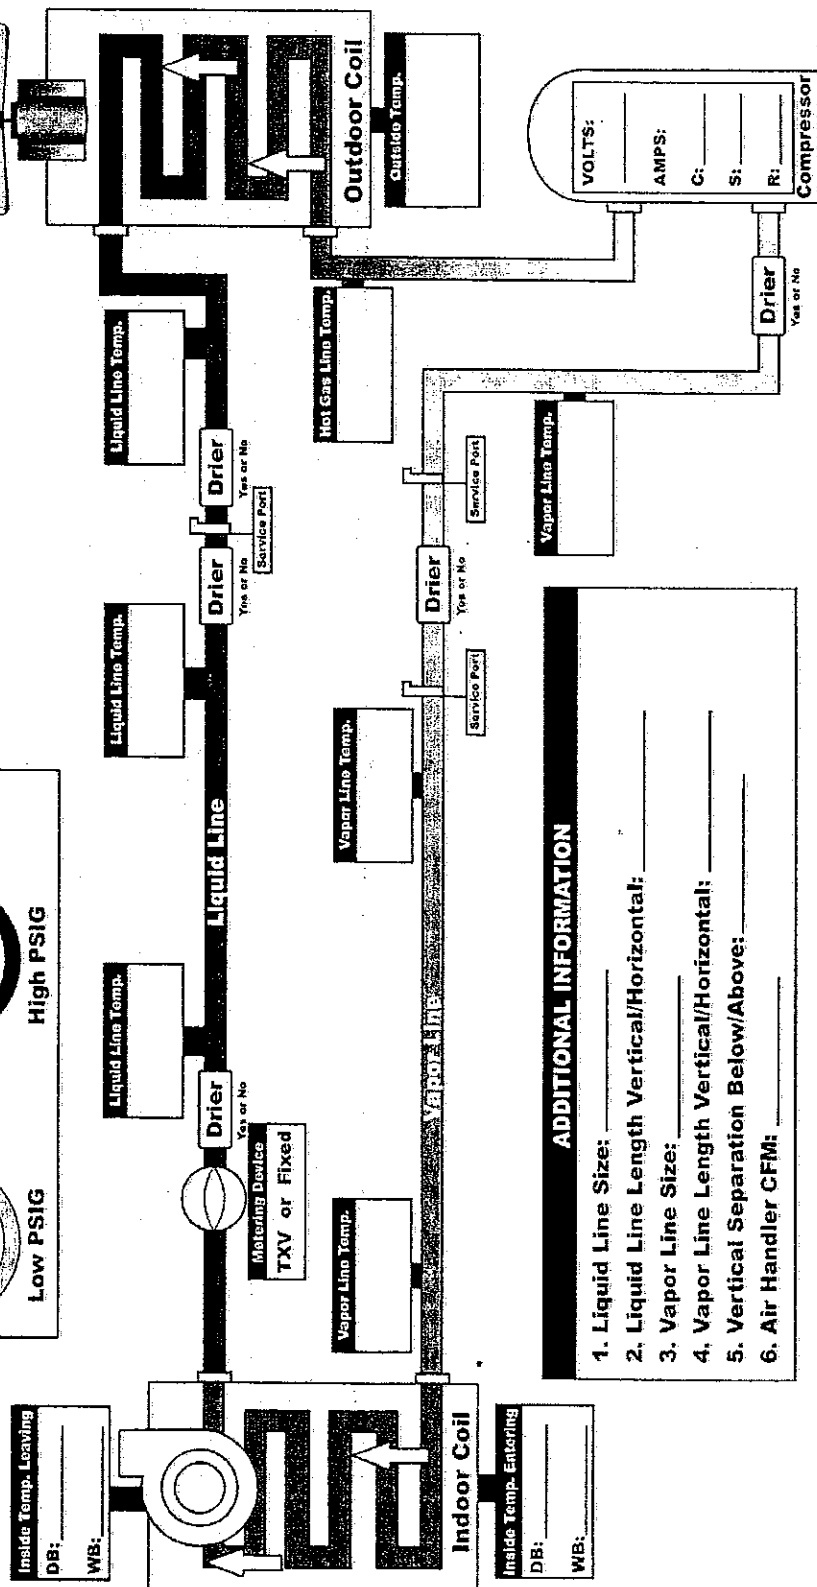 Low PSIG
High PSIG
Inside Temp. Leaving
DB:
WB:
Indoor Coil
Inside Temp. Entering
DB:
WB:
Metering Device
TXV or Fixed
Drier
Yes or No
Liquid Line Temp.
Liquid Line
Liquid Line Temp.
Drier
Yes or No
Service Port
Drier
Yes or No
Liquid Line Temp.
Outdoor Coil
Outside Temp.
Hot Gas Line Temp.
Vapor Line Temp.
Vapor Line
Vapor Line Temp.
Service Port
Drier
Yes or No
Service Port
Vapor Line Temp.
Drier
Yes or No
VOLTS:
AMPS:
C:
S:
R:
Compressor
ADDITIONAL INFORMATION
1. Liquid Line Size:
2. Liquid Line Length Vertical/Horizontal:
3. Vapor Line Size:
4. Vapor Line Length Vertical/Horizontal:
5. Vertical Separation Below/Above:
6. Air Handler CFM: